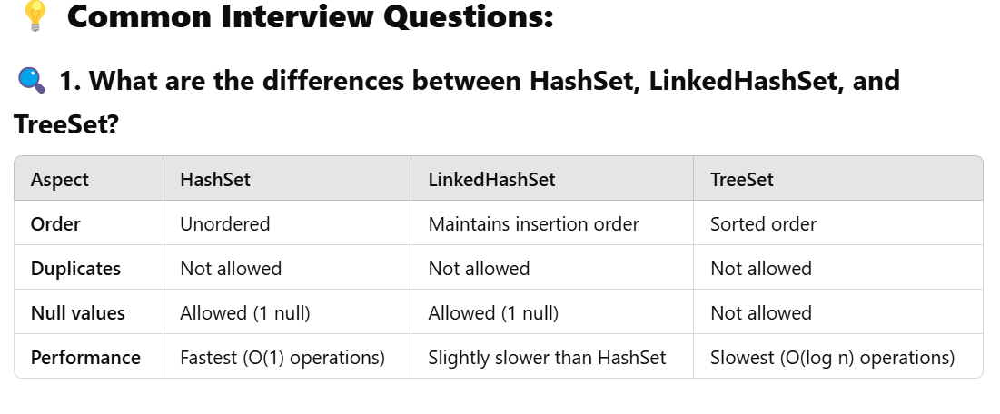 💡 Common Interview Questions:
🔍 1. What are the differences between HashSet, LinkedHashSet, and
TreeSet?
Aspect HashSet LinkedHashSet TreeSet
Order Unordered Maintains insertion order Sorted order
Duplicates Not allowed Not allowed Not allowed
Null values Allowed (1 null) Allowed (1 null) Not allowed
Performance Fastest (O(1) operations) Slightly slower than HashSet Slowest (O(log n) operations)